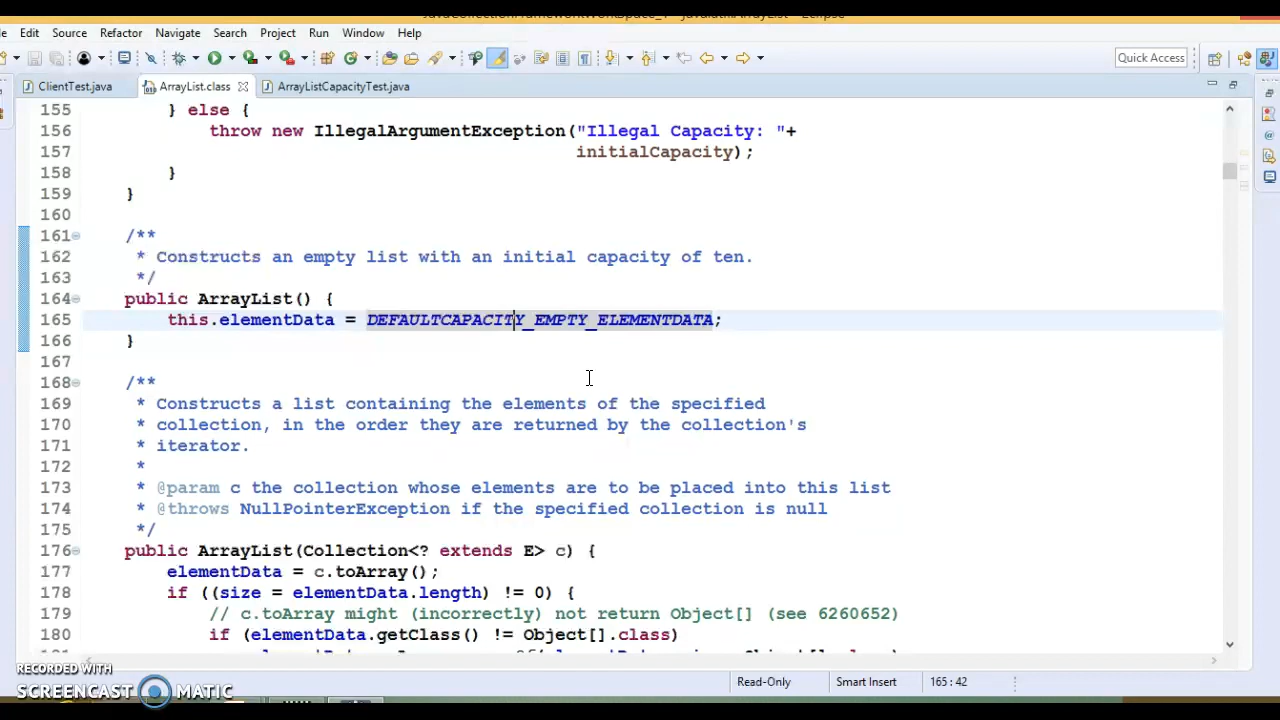 Edit Source Refactor Navigate Search Project Run Window Help
Quick Access
ClientTest.java ArrayList.class ArrayListCapacityTest.java
155 } else {
156 throw new IllegalArgumentException("Illegal Capacity: "+
157 initialCapacity);
158 }
159 }
160
161 /**
162 * Constructs an empty list with an initial capacity of ten.
163 */
164 public ArrayList() {
165 this.elementData = DEFAULTCAPACITY_EMPTY_ELEMENTDATA;
166 }
167
168 /**
169 * Constructs a list containing the elements of the specified
170 * collection, in the order they are returned by the collection's
171 * iterator.
172 *
173 * @param c the collection whose elements are to be placed into this list
174 * @throws NullPointerException if the specified collection is null
175 */
176 public ArrayList(Collection<? extends E> c) {
177 elementData = c.toArray();
178 if ((size = elementData.length) != 0) {
179 // c.toArray might (incorrectly) not return Object[] (see 6260652)
180 if (elementData.getClass() != Object[].class)
RECORDED WITH
SCREENCAST MATIC
Read-Only Smart Insert 165 : 42